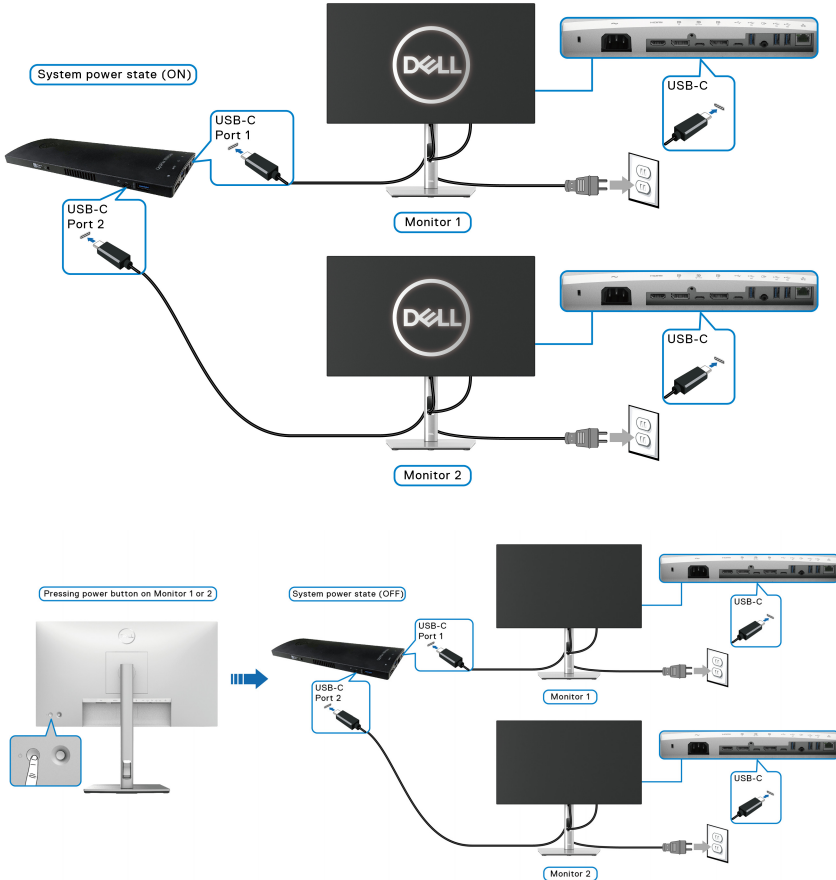 System power state (ON)
USB-C
Port 1
DELL
USB-C
Monitor 1
USB-C
Port 2
DELL
USB-C
Monitor 2
Pressing power button on Monitor 1 or 2
System power state (OFF)
USB-C
Port 1
USB-C
Monitor 1
USB-C
Port 2
USB-C
Monitor 2